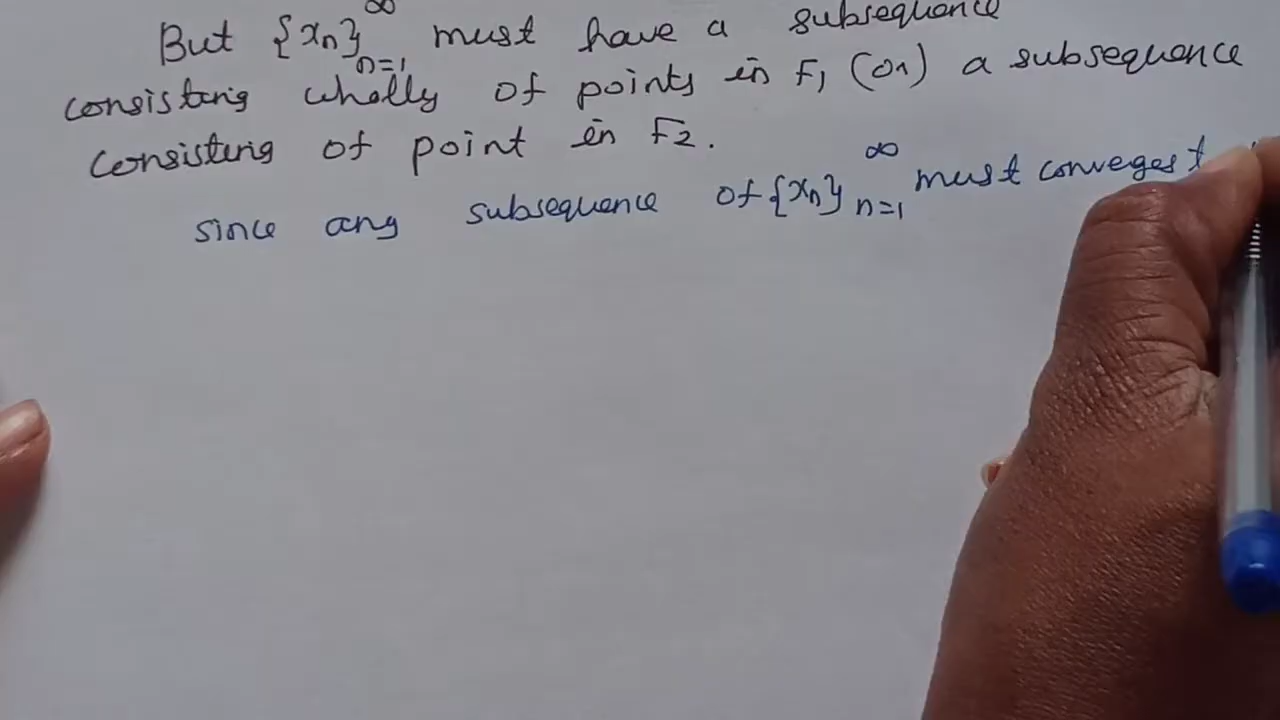 But {xn}∞n=1 must have a subsequence
consisting wholly of points in F1 (or) a subsequence
consisting of point in F2.
since any subsequence of {xn}∞n=1 must converges t